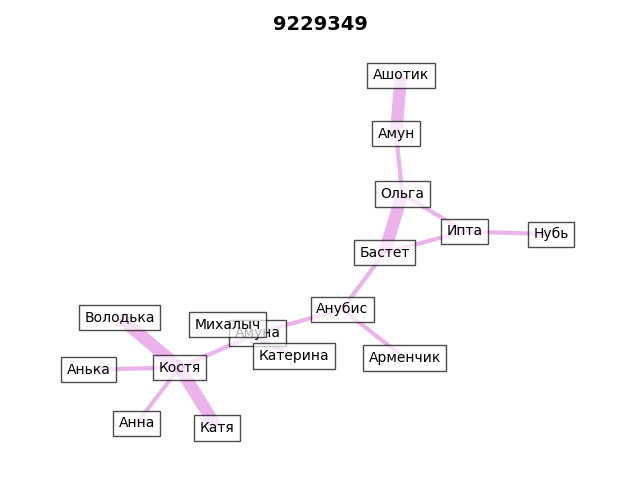 9229349
Ашотик
Амун
Ольга
Ипта
Нубь
Бастет
Анубис
Володька
Михалыч
Амуна
Катерина
Арменчик
Анька
Костя
Анна
Катя